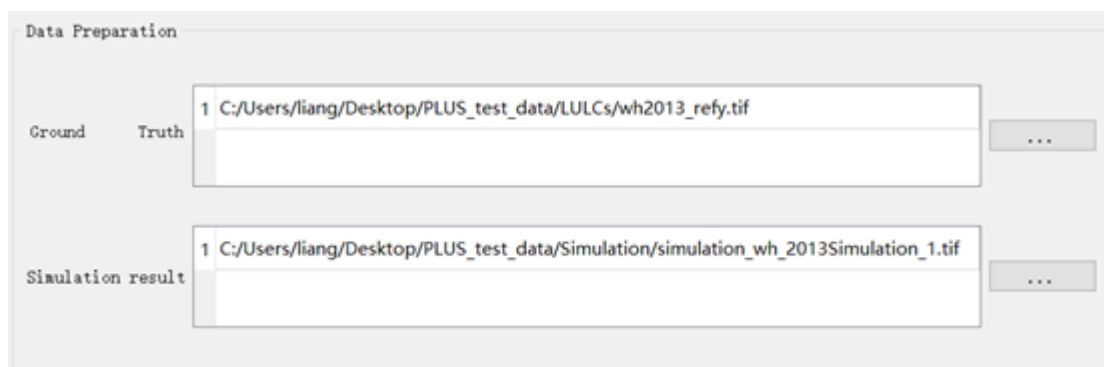 Data Preparation
1 C:/Users/liang/Desktop/PLUS_test_data/LULCs/wh2013_refy.tif
Ground Truth
...
1 C:/Users/liang/Desktop/PLUS_test_data/Simulation/simulation_wh_2013Simulation_1.tif
Simulation result
...